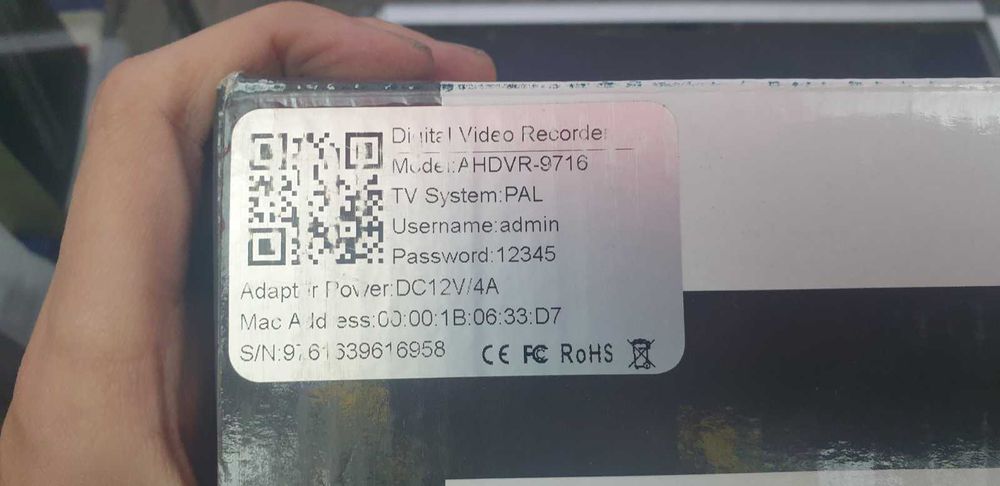 Digital Video Recorder
Model:AHDVR-9716
TV System:PAL
Username:admin
Password:12345
Adapter Power:DC12V/4A
Mac Address:00:00:1B:06:33:D7
CE FC RoHS